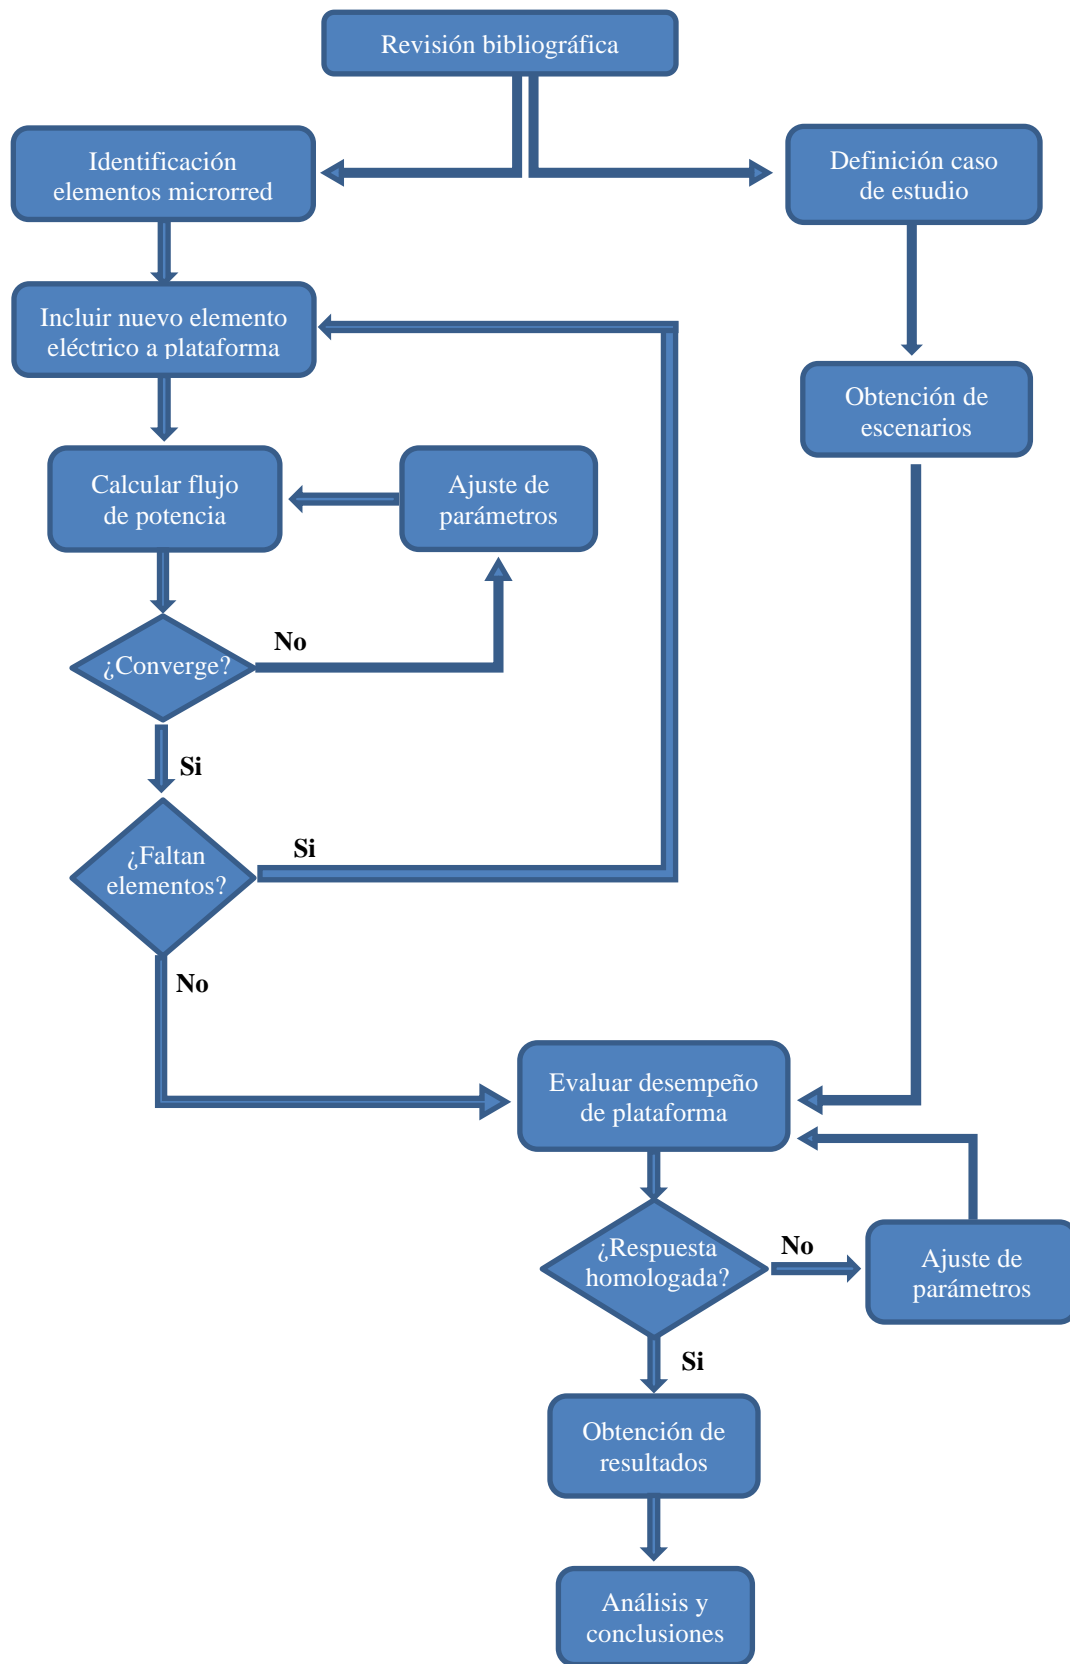 Revisión bibliográfica
Identificación
elementos microrred
Definición caso
de estudio
Incluir nuevo elemento
eléctrico a plataforma
Obtención de
escenarios
Calcular flujo
de potencia
Ajuste de
parámetros
¿Converge?
No
Si
¿Faltan
elementos?
Si
No
Evaluar desempeño
de plataforma
¿Respuesta
homologada?
No
Ajuste de
parámetros
Si
Obtención de
resultados
Análisis y
conclusiones